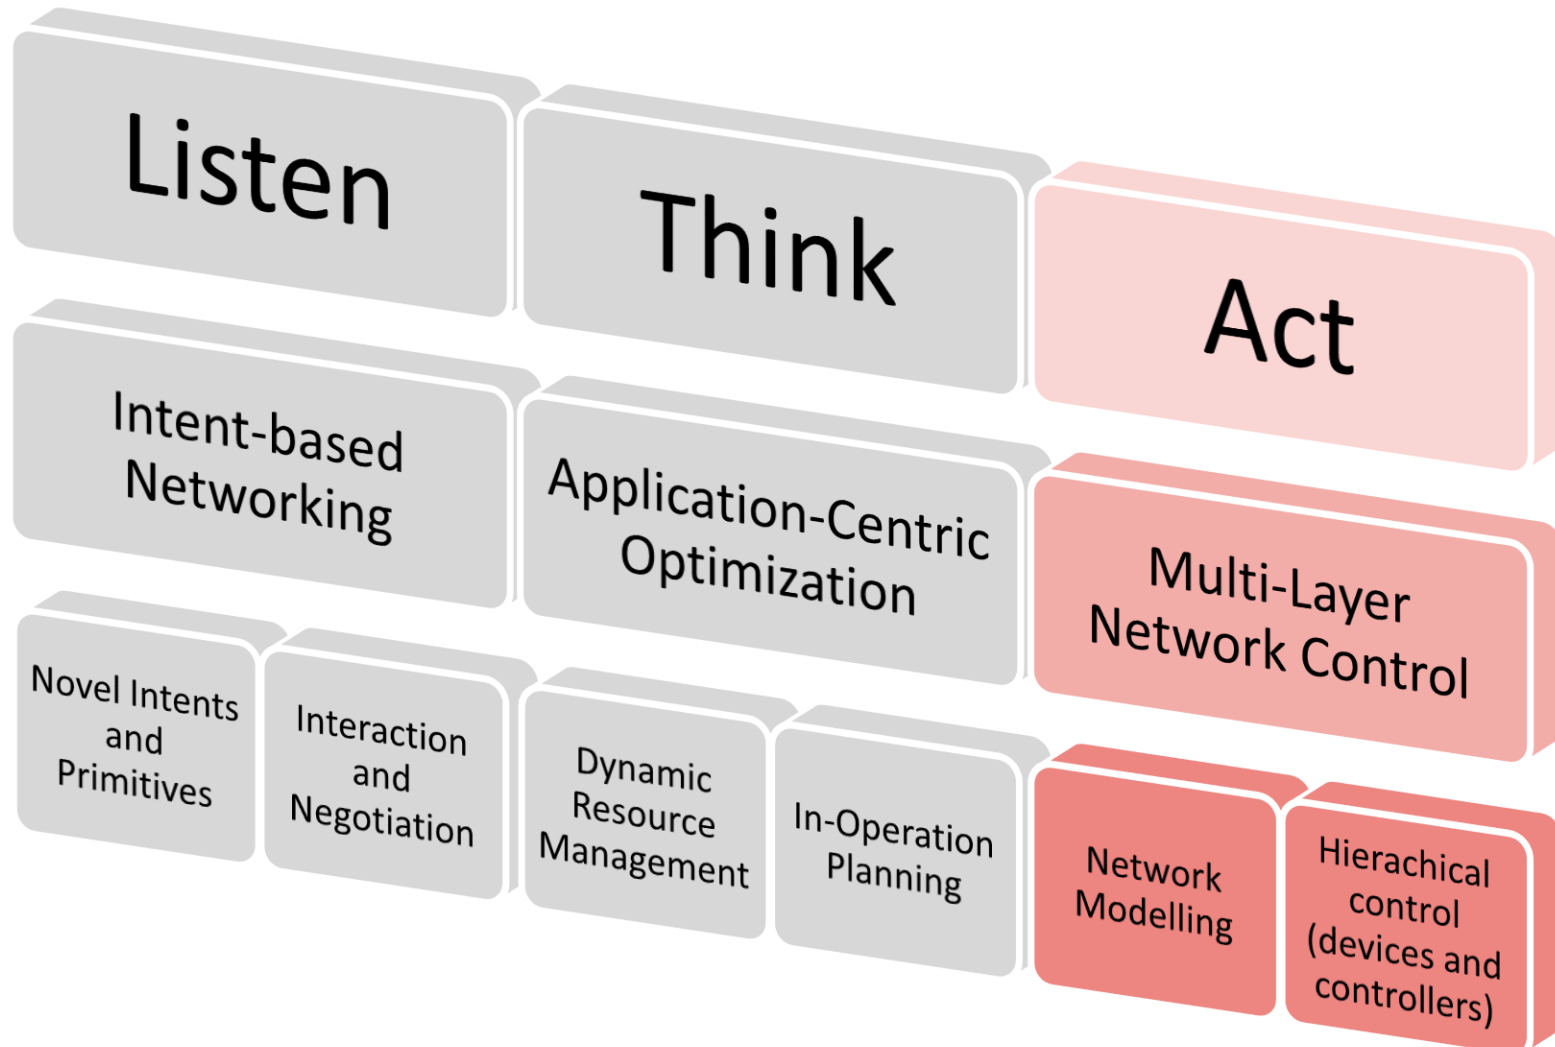 Listen
Think
Act
Intent-based
Networking
Application-Centric
Optimization
Multi-Layer
Network Control
Novel Intents
and
Primitives
Interaction
and
Negotiation
Dynamic
Resource
Management
In-Operation
Planning
Network
Modelling
Hierachical
control
(devices and
controllers)